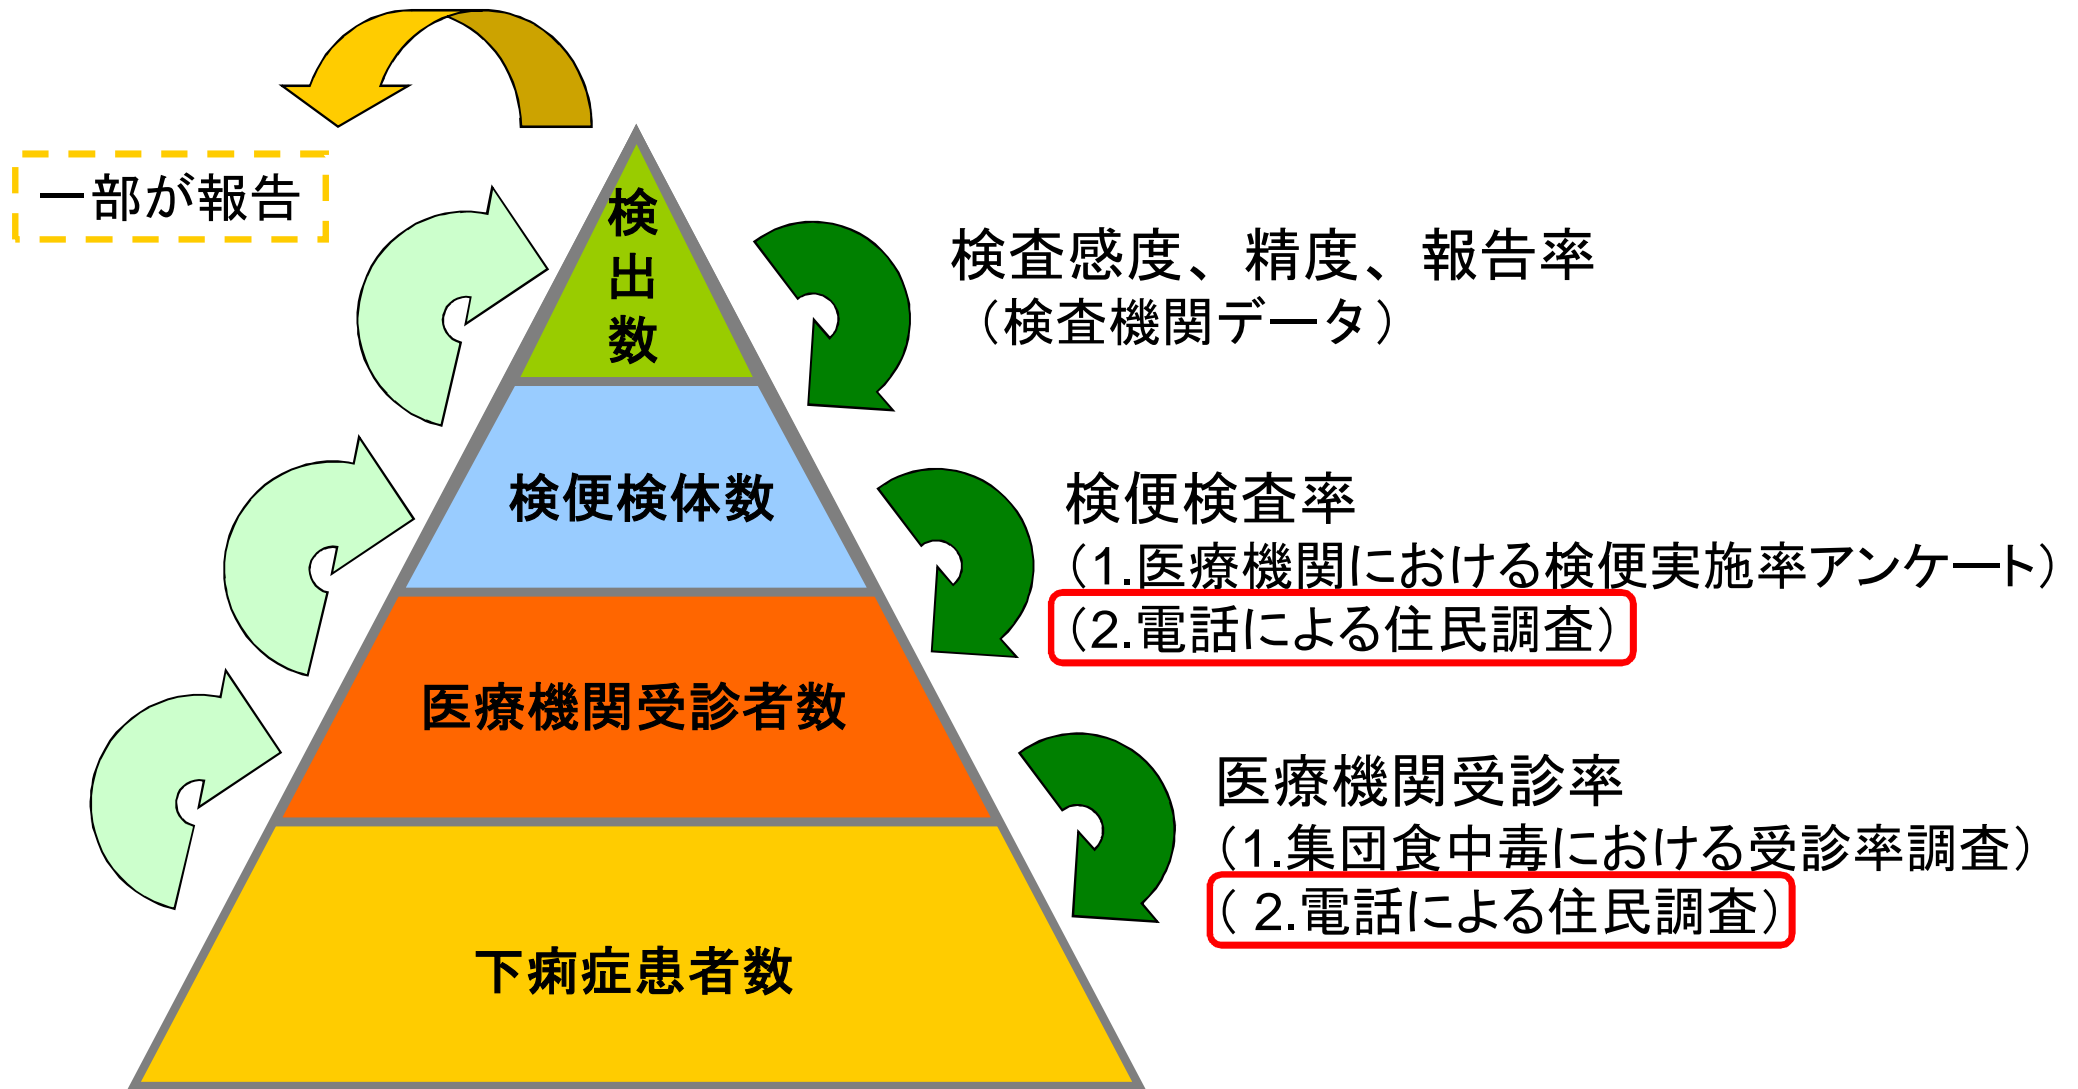 一部が報告
検出数
検査感度、精度、報告率
（検査機関データ）
検便検体数
検便検査率
（1.医療機関における検便実施率アンケート）
（2.電話による住民調査）
医療機関受診者数
医療機関受診率
（1.集団食中毒における受診率調査）
（ 2.電話による住民調査）
下痢症患者数